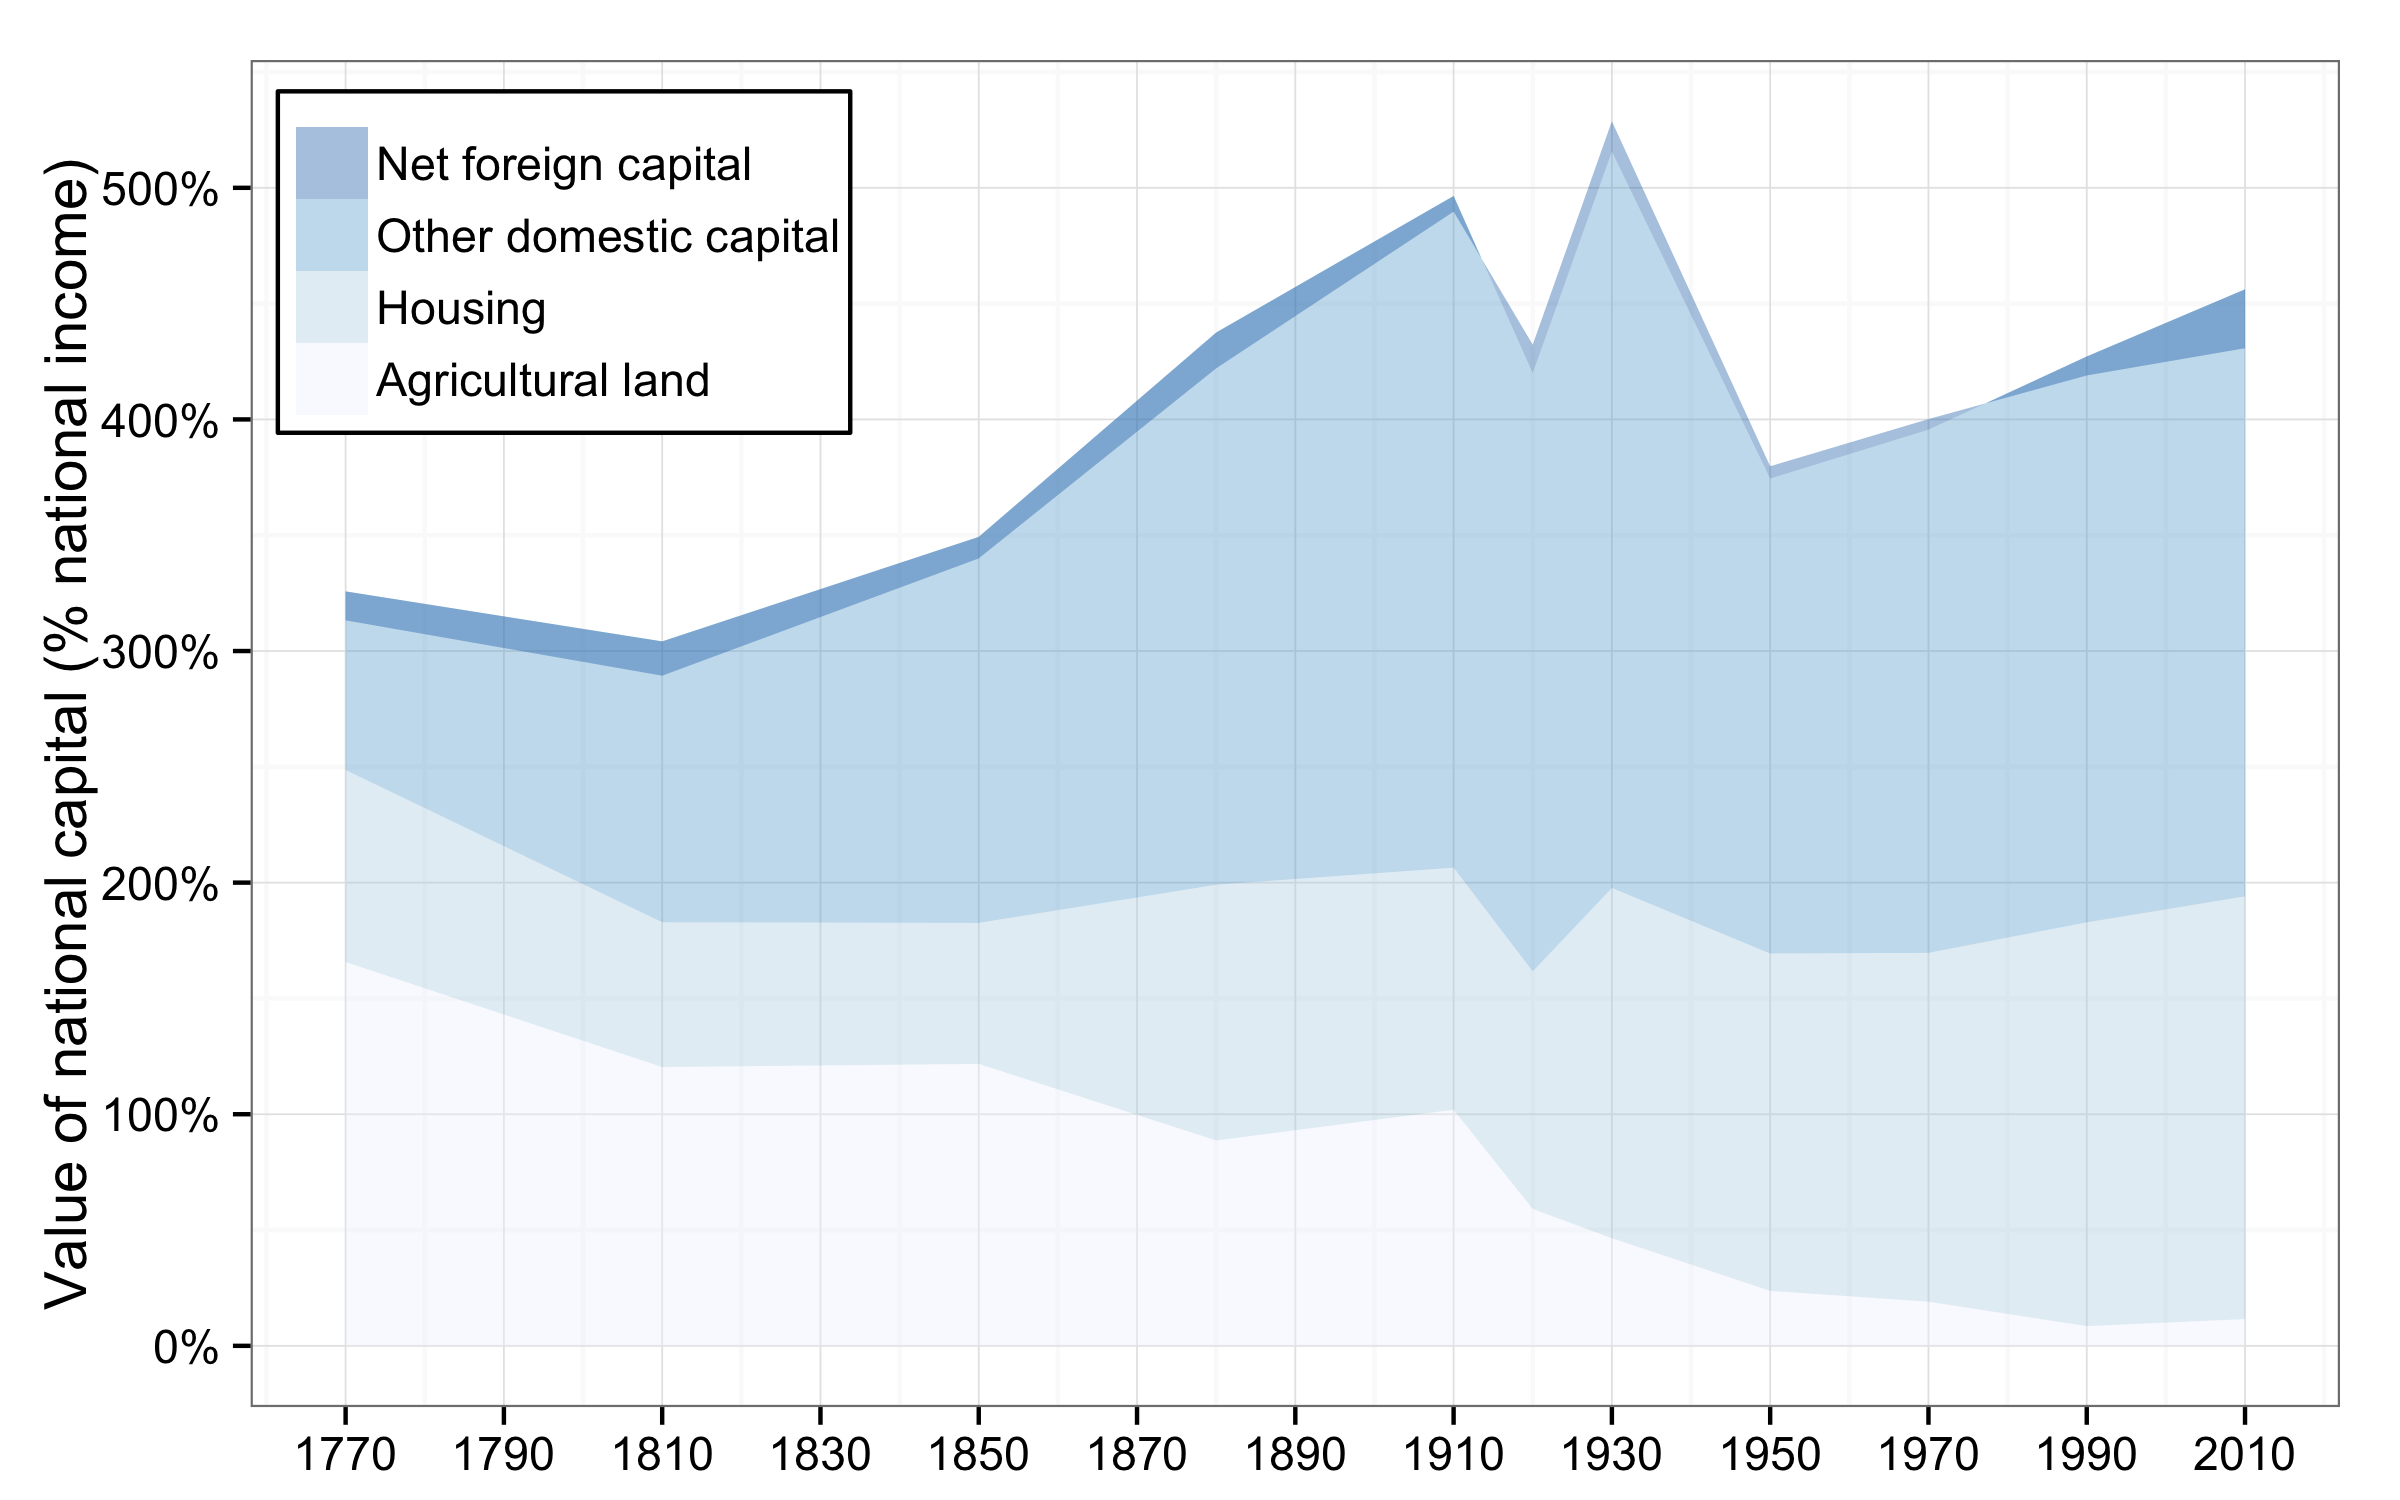 Net foreign capital
Other domestic capital
Housing
Agricultural land
Value of national capital (% national income)
500%
400%
300%
200%
100%
0%
1770 1790 1810 1830 1850 1870 1890 1910 1930 1950 1970 1990 2010